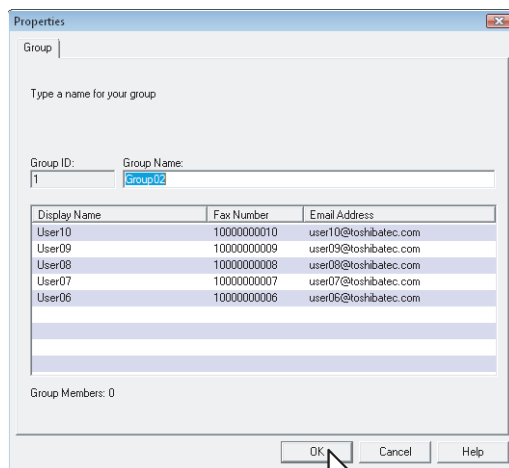 Properties
Group
Type a name for your group
Group ID: Group Name:
1 Group02
Display Name Fax Number Email Address
User10 10000000010 user10@toshibatec.com
User09 10000000009 user09@toshibatec.com
User08 10000000008 user08@toshibatec.com
User07 10000000007 user07@toshibatec.com
User06 10000000006 user06@toshibatec.com
Group Members: 0
OK Cancel Help